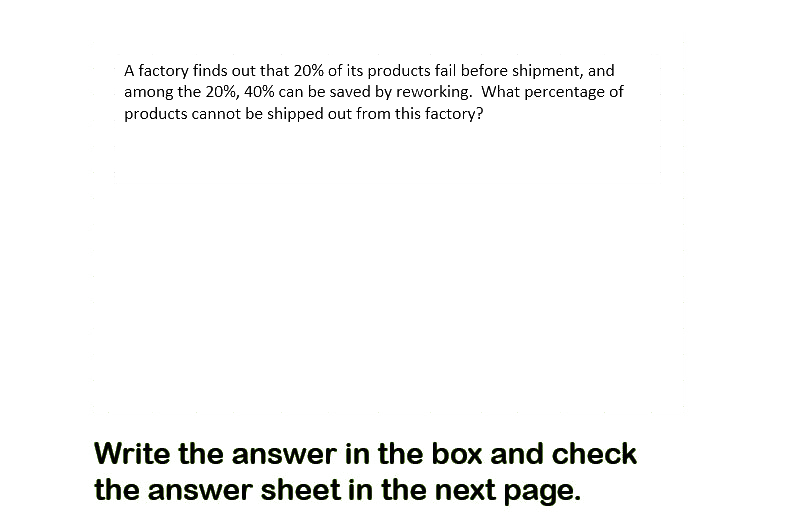 A factory finds out that 20% of its products fail before shipment, and
among the 20%, 40% can be saved by reworking.  What percentage of
products cannot be shipped out from this factory?
Write the answer in the box and check
the answer sheet in the next page.